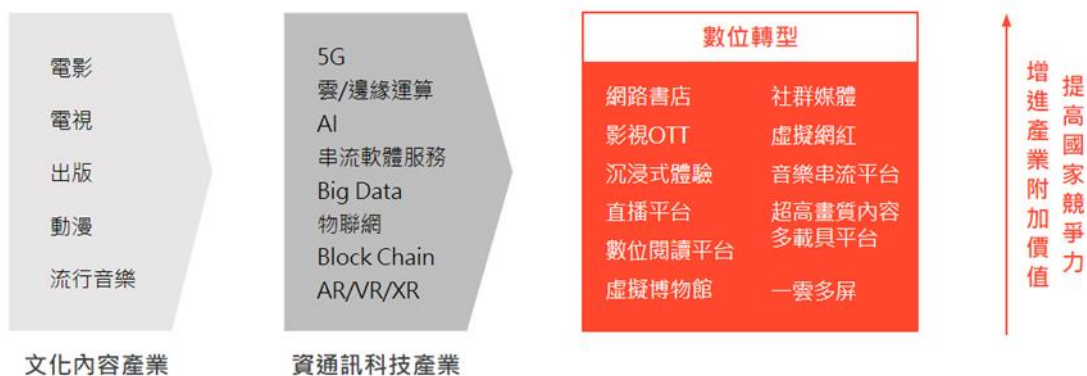 電影
電視
出版
動漫
流行音樂
文化內容產業
5G
雲/邊緣運算
AI
串流軟體服務
Big Data
物聯網
Block Chain
AR/VR/XR
資通訊科技產業
數位轉型
網路書店
影視OTT
沉浸式體驗
直播平台
數位閱讀平台
虛擬博物館
社群媒體
虛擬網紅
音樂串流平台
超高畫質內容
多載具平台
一雲多屏
提高國家競爭力
增進產業附加價值